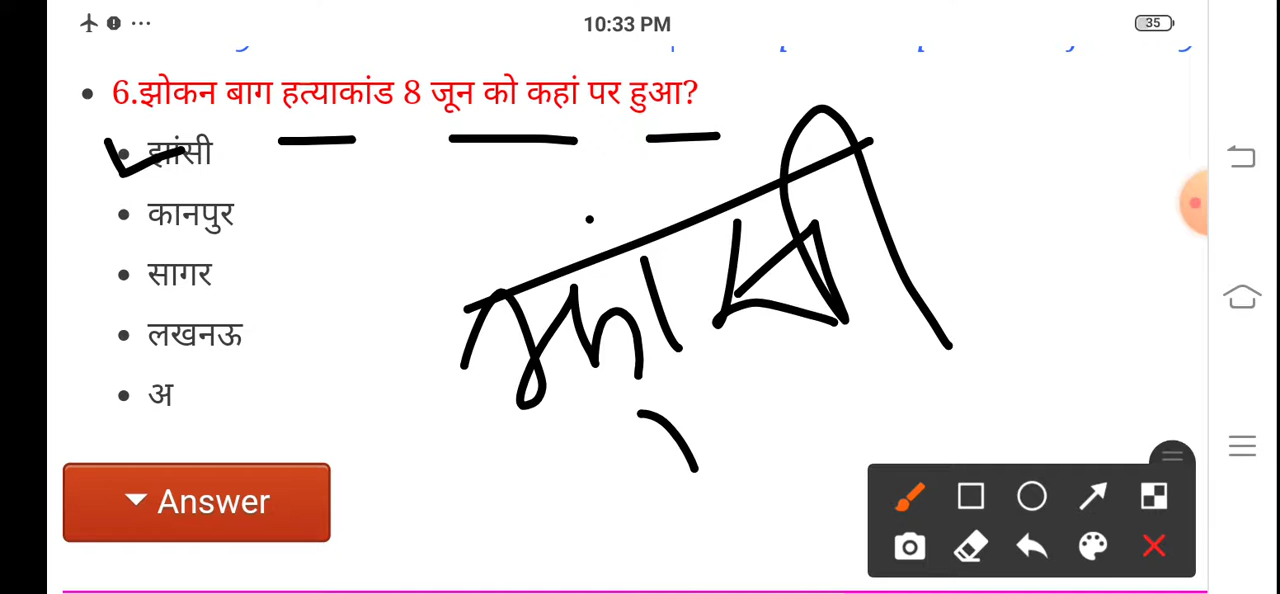 10:33 PM
35
6.झोकन बाग हत्याकांड 8 जून को कहां पर हुआ?
झांसी
कानपुर
सागर
लखनऊ
अ
Answer